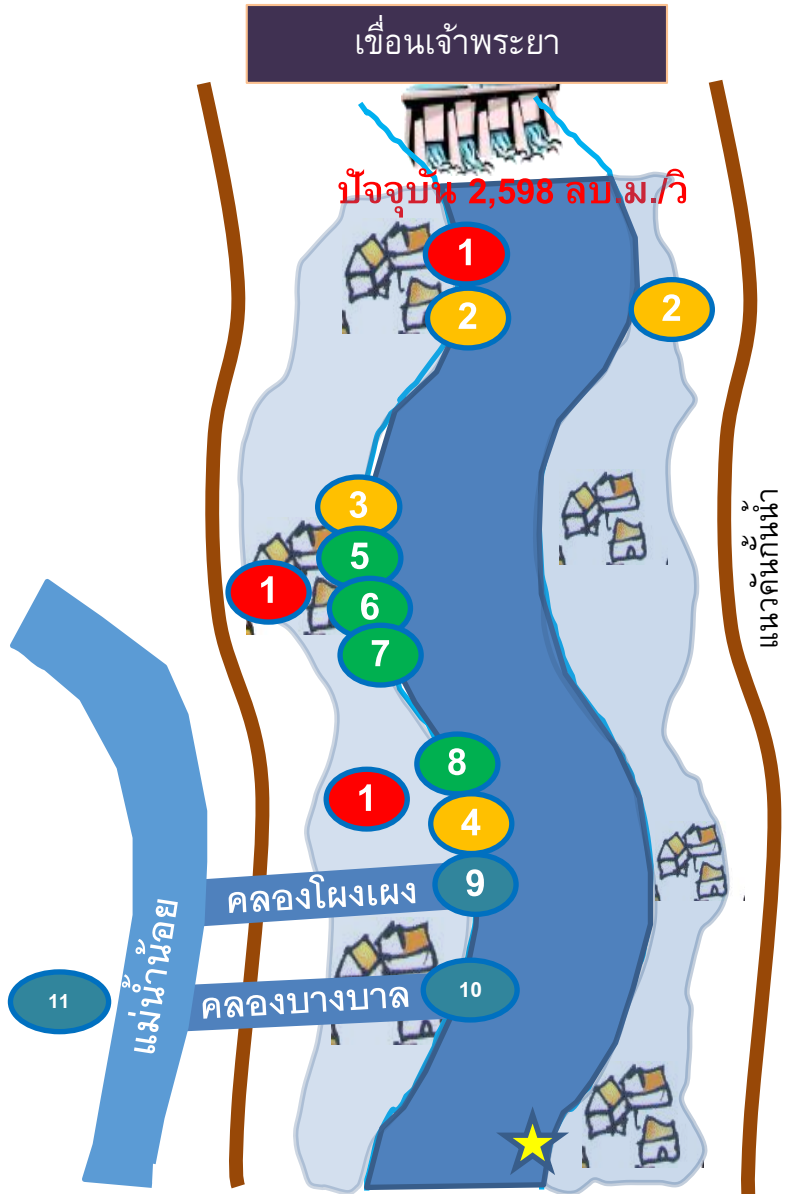 เขื่อนเจ้าพระยา
ปัจจุบัน 2,598 ลบ.ม./วิ
1
2
2
3
5
1
6
7
8
1
4
9
คลองโผงเผง
10
คลองบางบาล
11
แม่น้ำน้อย
แนวคันกั้นน้ำ